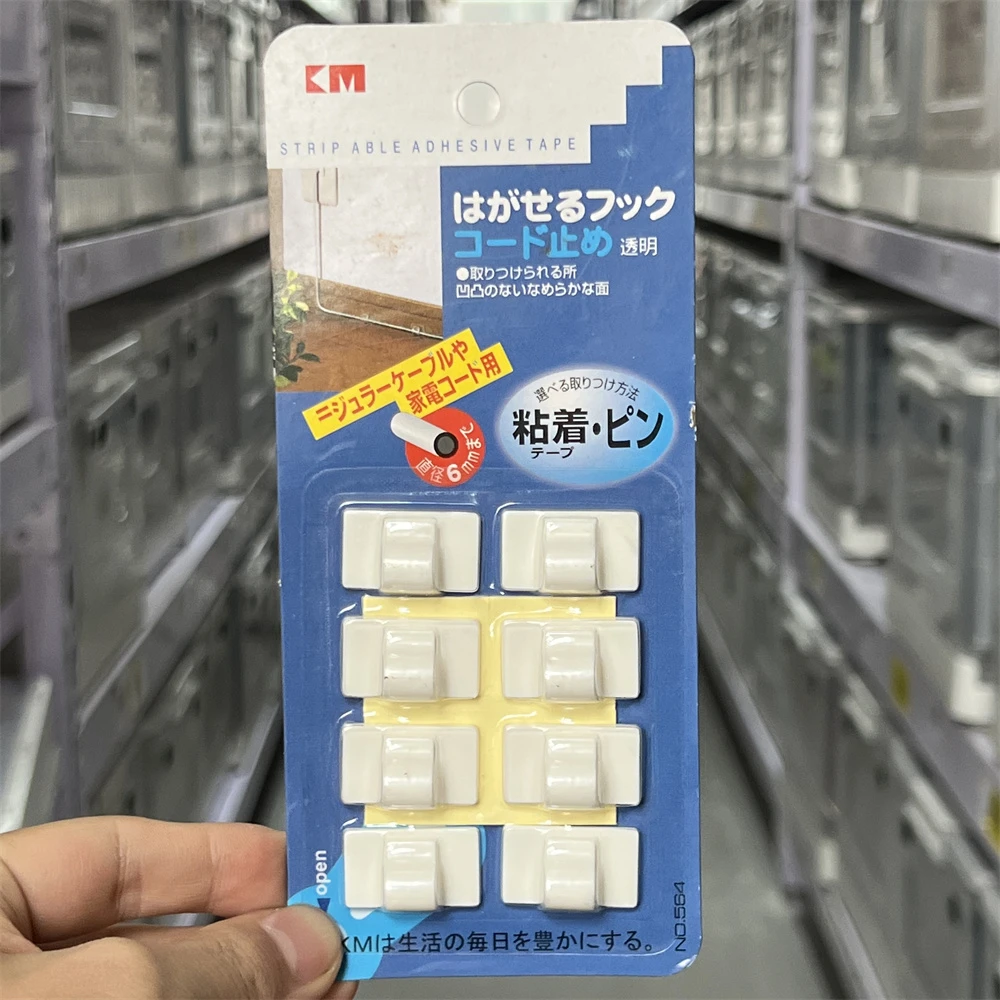 KM
STRIP ABLE ADHESIVE TAPE
はがせるフック
コード止め 透明
●取りつけられる所
凹凸のないなめらかな面
ニジュラーケーブルや
家電コード用
直径6mmまで
選べる取りつけ方法
粘着・ピン
テープ
open
KMは生活の毎日を豊かにする。
NO.564